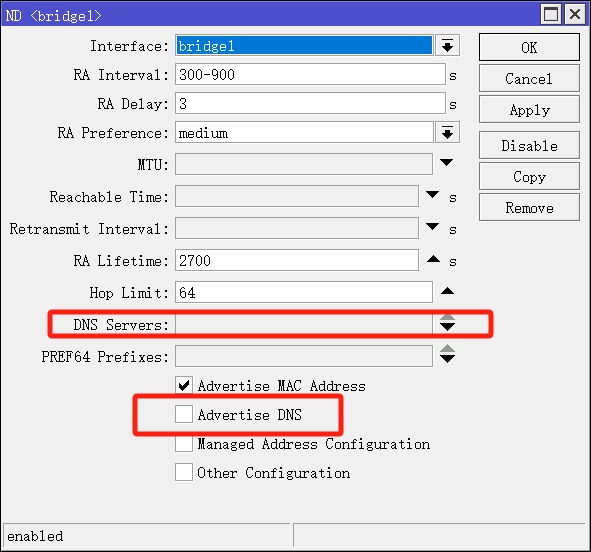 ND <bridge1>
Interface: bridge1
OK
RA Interval: 300-900 s
Cancel
RA Delay: 3 s
Apply
RA Preference: medium
Disable
MTU:
Copy
Reachable Time: s
Remove
Retransmit Interval: s
RA Lifetime: 2700 s
Hop Limit: 64
DNS Servers:
PREF64 Prefixes:
Advertise MAC Address
Advertise DNS
Managed Address Configuration
Other Configuration
enabled